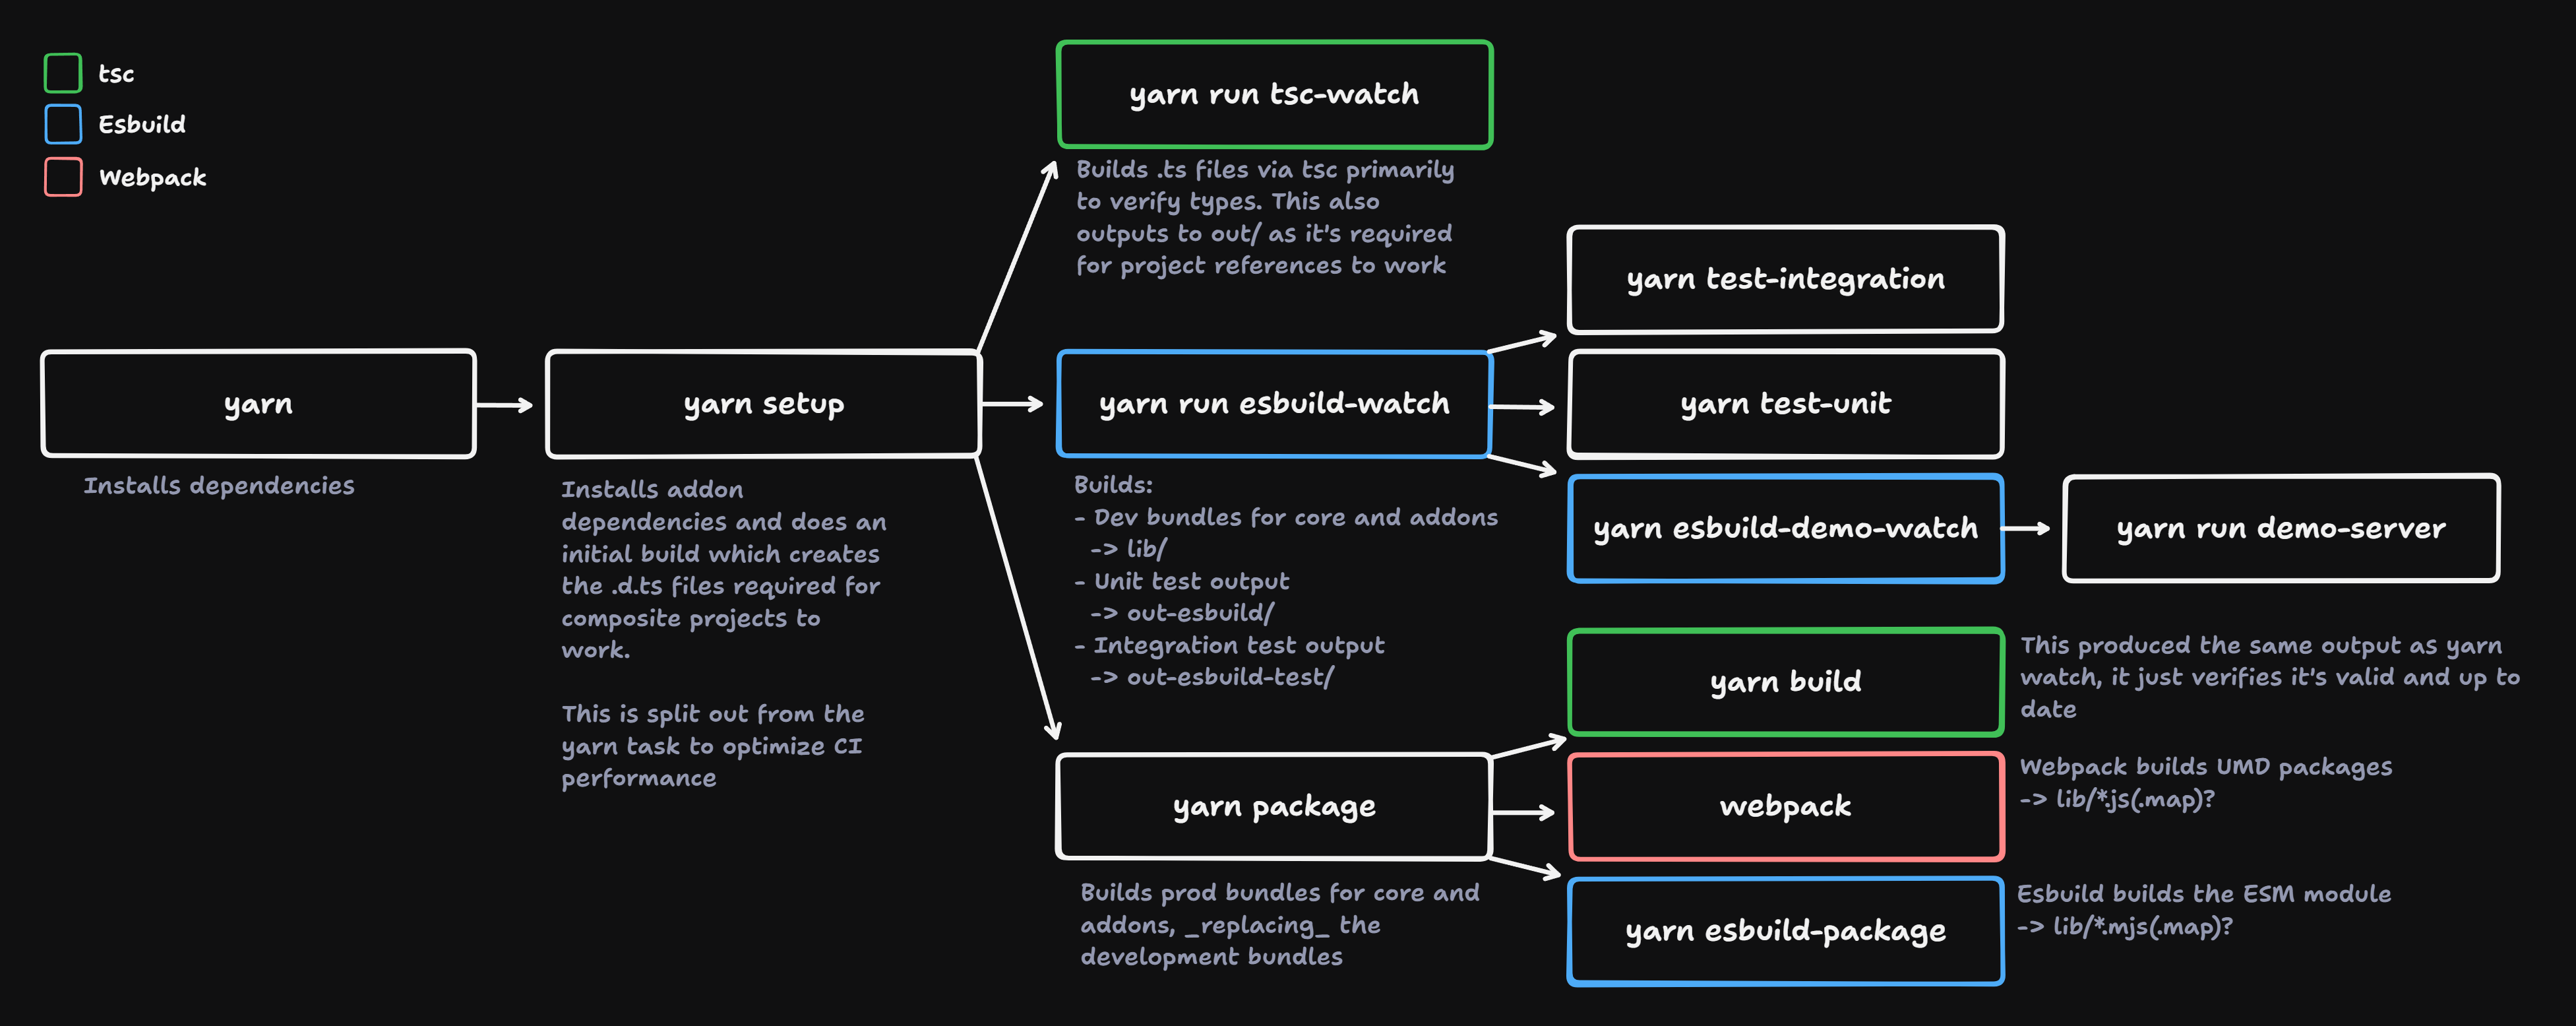 tsc
Esbuild
Webpack
yarn
Installs dependencies
yarn setup
Installs addon
dependencies and does an
initial build which creates
the .d.ts files required for
composite projects to
work.
This is split out from the
yarn task to optimize CI
performance
yarn run tsc-watch
Builds .ts files via tsc primarily
to verify types. This also
outputs to out/ as it's required
for project references to work
yarn run esbuild-watch
Builds:
- Dev bundles for core and addons
-> lib/
- Unit test output
-> out-esbuild/
- Integration test output
-> out-esbuild-test/
yarn test-integration
yarn test-unit
yarn esbuild-demo-watch
yarn run demo-server
yarn package
Builds prod bundles for core and
addons, _replacing_ the
development bundles
yarn build
This produced the same output as yarn
watch, it just verifies it's valid and up to
date
webpack
Webpack builds UMD packages
-> lib/*.js(.map)?
yarn esbuild-package
Esbuild builds the ESM module
-> lib/*.mjs(.map)?